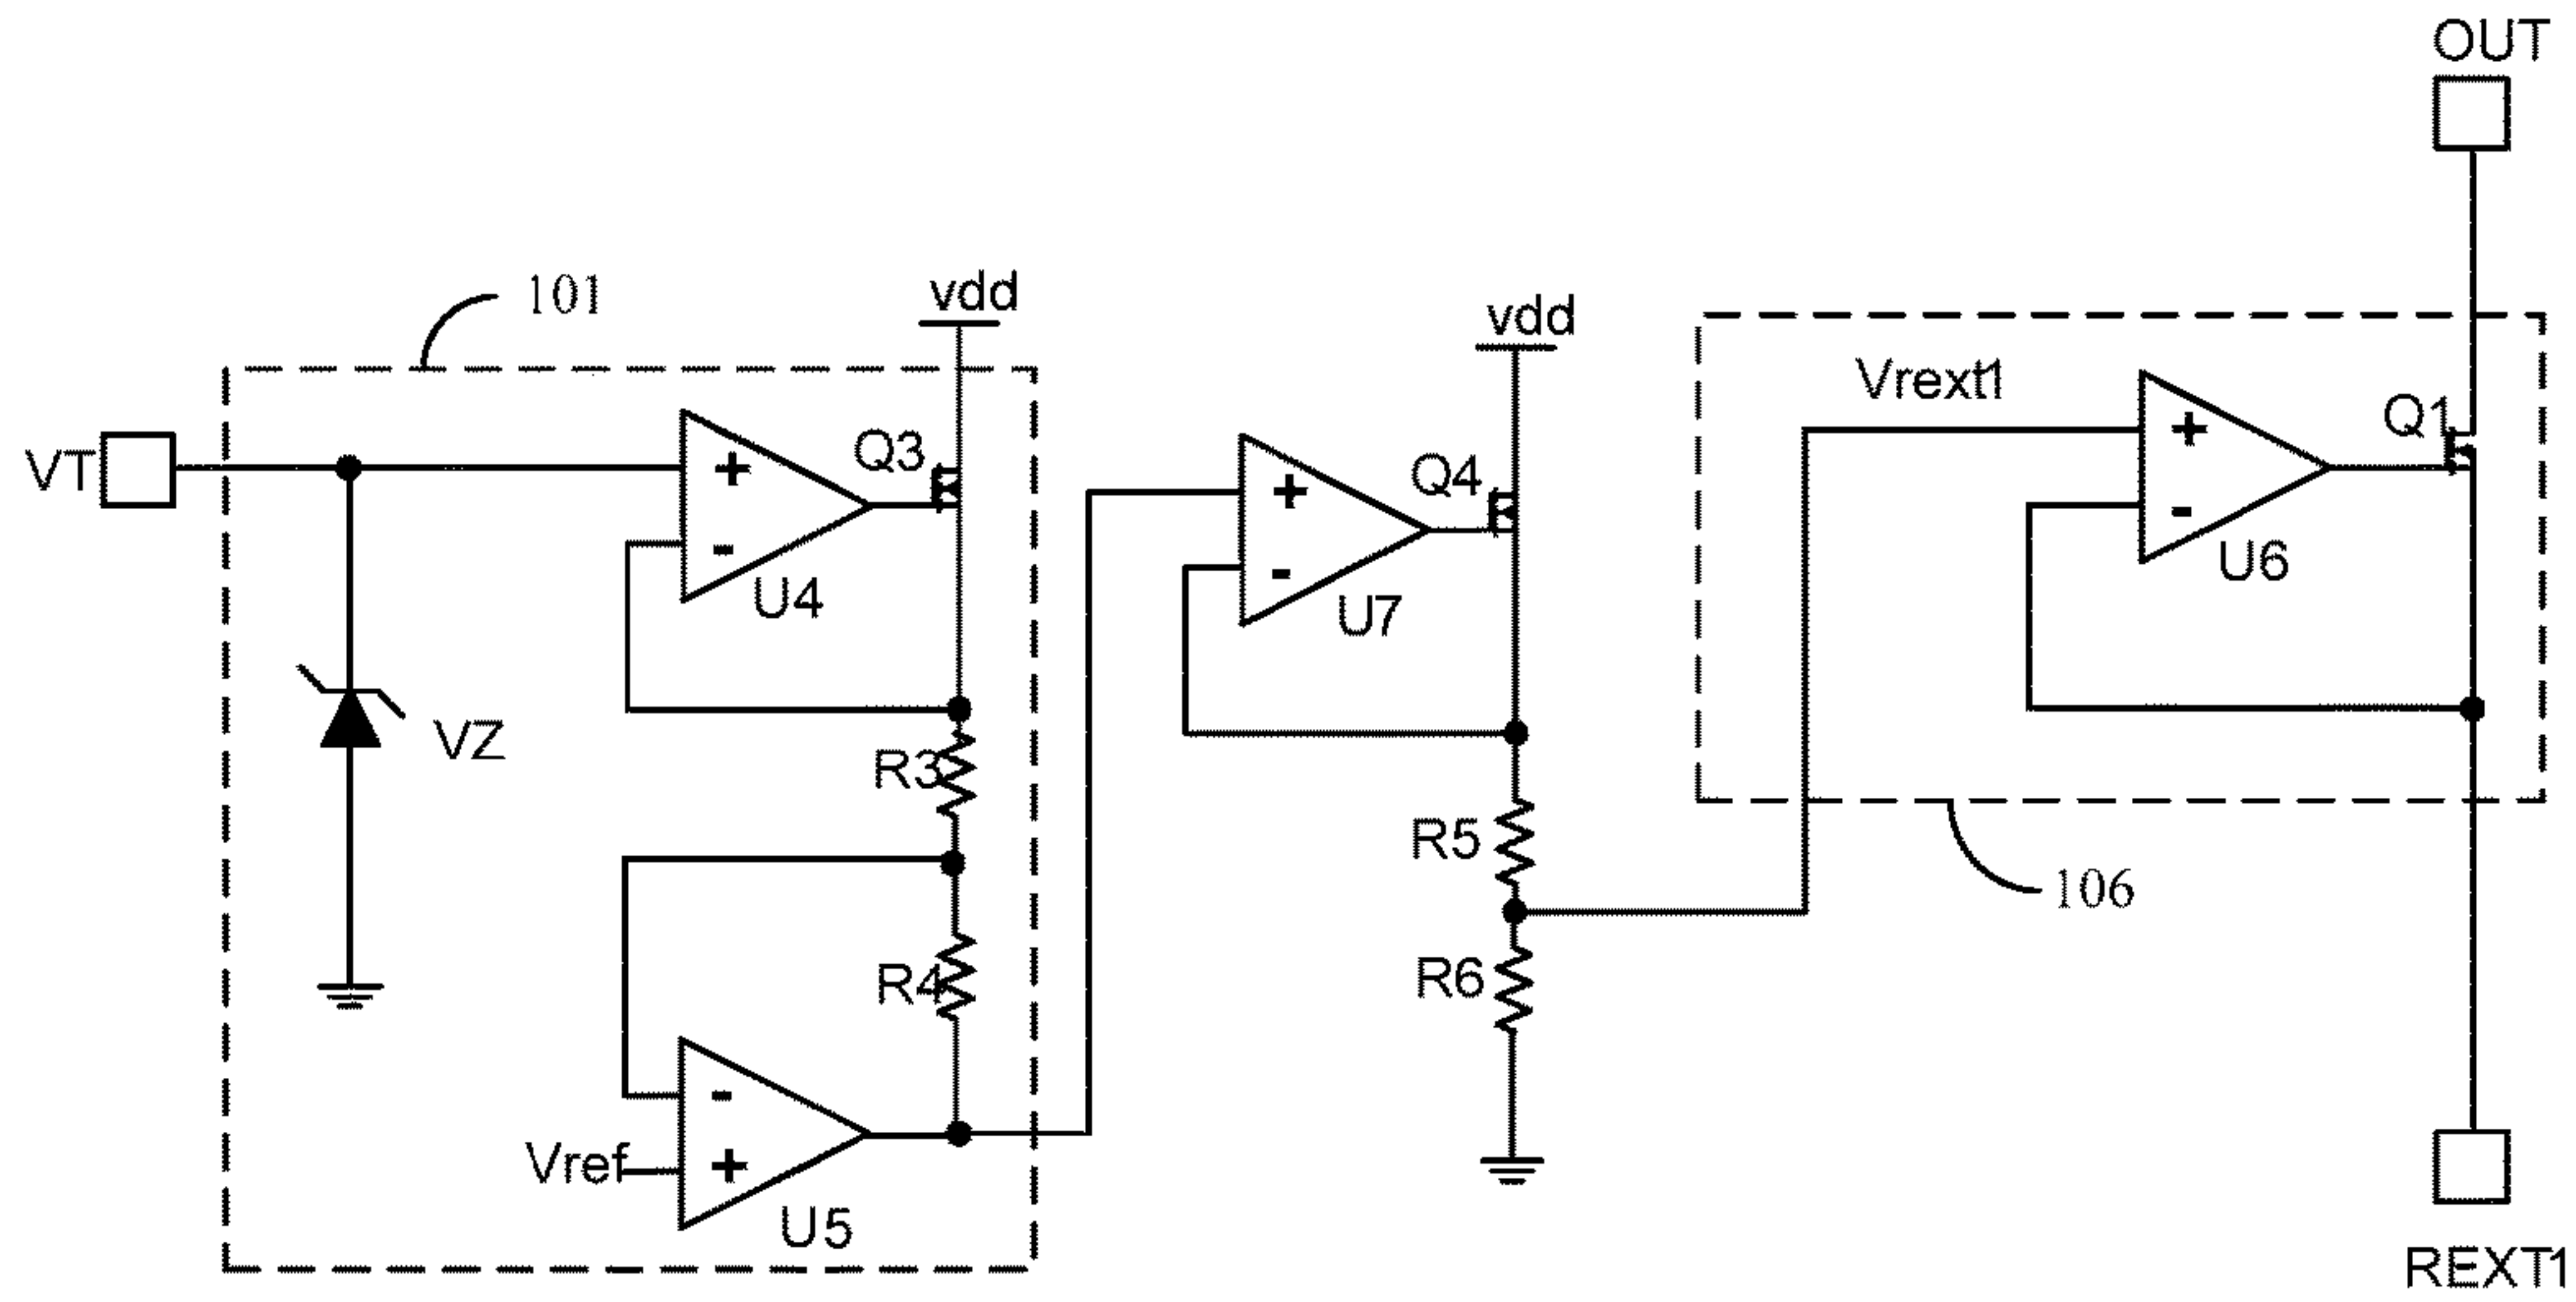 OUT
101
vdd
vdd
Vrext1
Q1
+
-
U6
VT
Q3
+
-
U4
Q4
+
-
U7
VZ
R3
R5
106
R4
R6
-
Vref
+
U5
REXT1